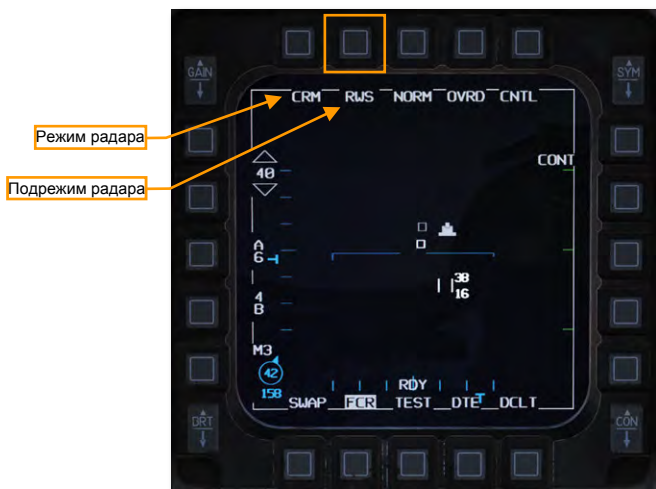 GAIN
SYM
CRM RWS NORM OVRD CNTL
Режим радара
CONT
40
Подрежим радара
A
6
38
16
4
B
M3
42
158
RDY
SWAP FCR TEST DTE DCLT
BRT
CON